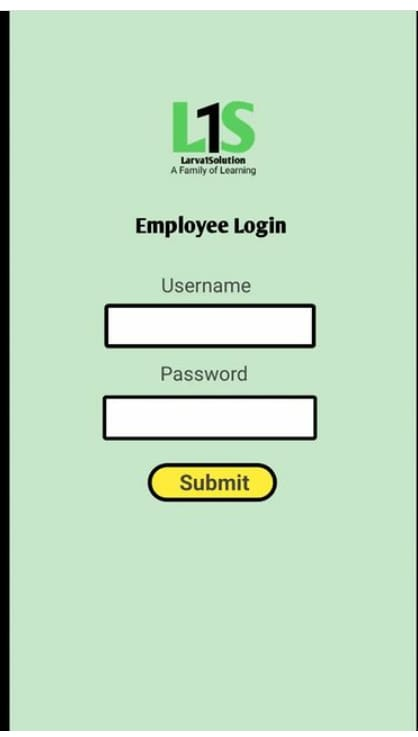 L1S
Larva1Solution
A Family of Learning
Employee Login
Username
Password
Submit